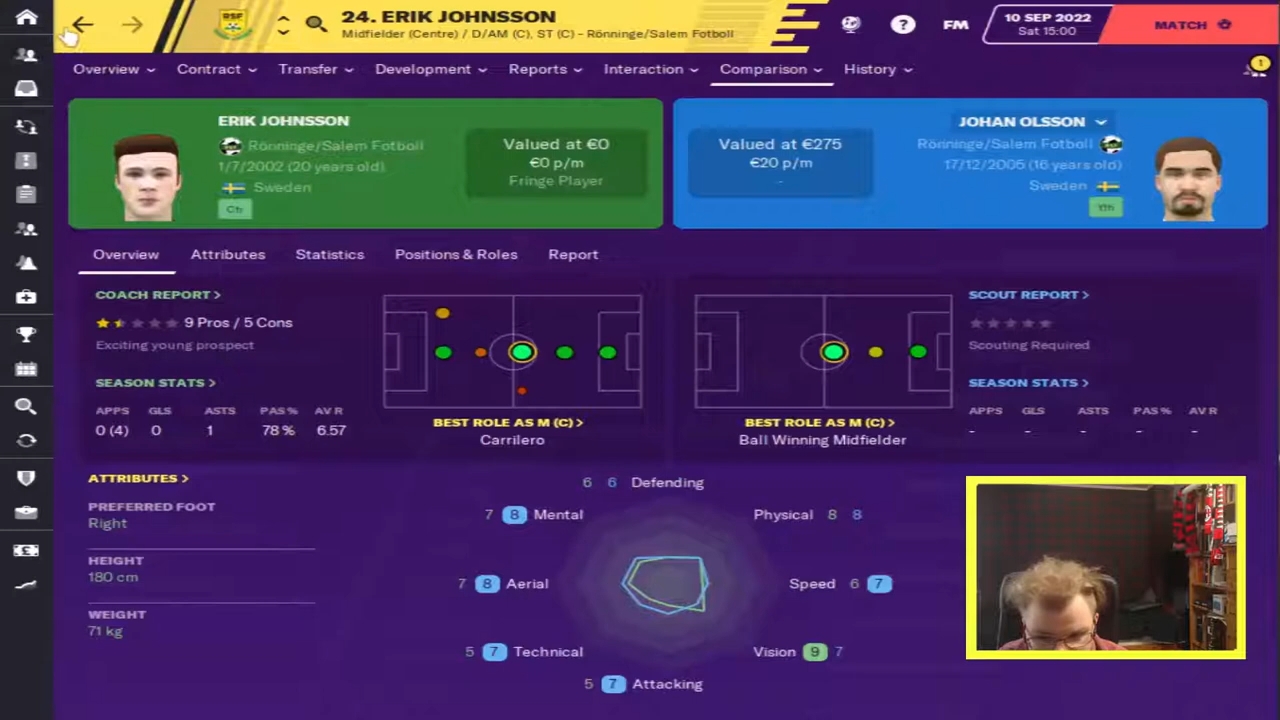 24. ERIK JOHNSSON
Midfielder (Centre) / D/AM (C), ST (C) - Rönninge/Salem Fotboll
RSF
?
FM
10 SEP 2022
Sat 15:00
MATCH
Overview
Contract
Transfer
Development
Reports
Interaction
Comparison
History
1
ERIK JOHNSSON
Rönninge/Salem Fotboll
1/7/2002 (20 years old)
Sweden
Valued at €0
€0 p/m
Fringe Player
Valued at €275
€20 p/m
-
JOHAN OLSSON
Rönninge/Salem Fotboll
17/12/2005 (16 years old)
Sweden
Yth
Overview
Attributes
Statistics
Positions & Roles
Report
COACH REPORT >
9 Pros / 5 Cons
Exciting young prospect
SEASON STATS >
APPS GLS ASTS PAS % AV R
0 (4) 0 1 78 % 6.57
BEST ROLE AS M (C) >
Carrilero
BEST ROLE AS M (C) >
Ball Winning Midfielder
SCOUT REPORT >
Scouting Required
SEASON STATS >
APPS GLS ASTS PAS % AV R
- - - - -
ATTRIBUTES >
PREFERRED FOOT
Right
HEIGHT
180 cm
WEIGHT
71 kg
6 6 Defending
7 8 Mental
Physical 8 8
7 8 Aerial
Speed 6 7
5 7 Technical
Vision 9 7
5 7 Attacking